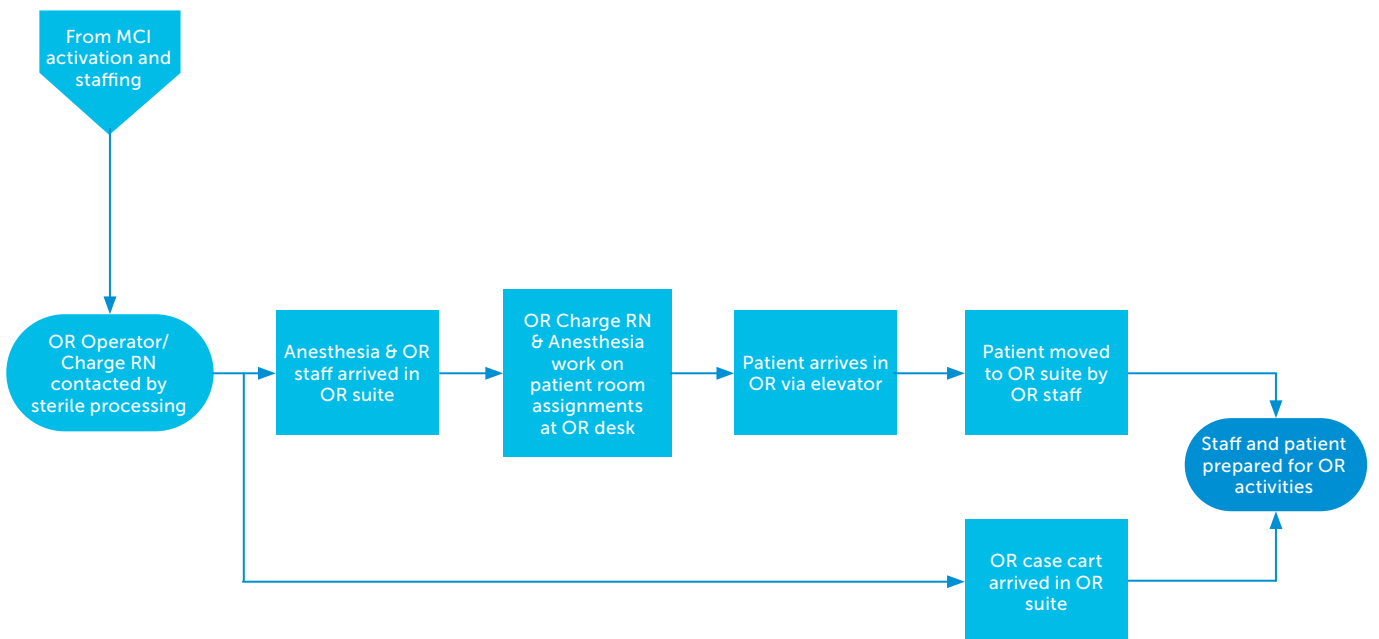 From MCI
activation and
staffing
OR Operator/
Charge RN
contacted by
sterile processing
Anesthesia & OR
staff arrived in
OR suite
OR Charge RN
& Anesthesia
work on
patient room
assignments
at OR desk
Patient arrives in
OR via elevator
Patient moved
to OR suite by
OR staff
Staff and patient
prepared for OR
activities
OR case cart
arrived in OR
suite